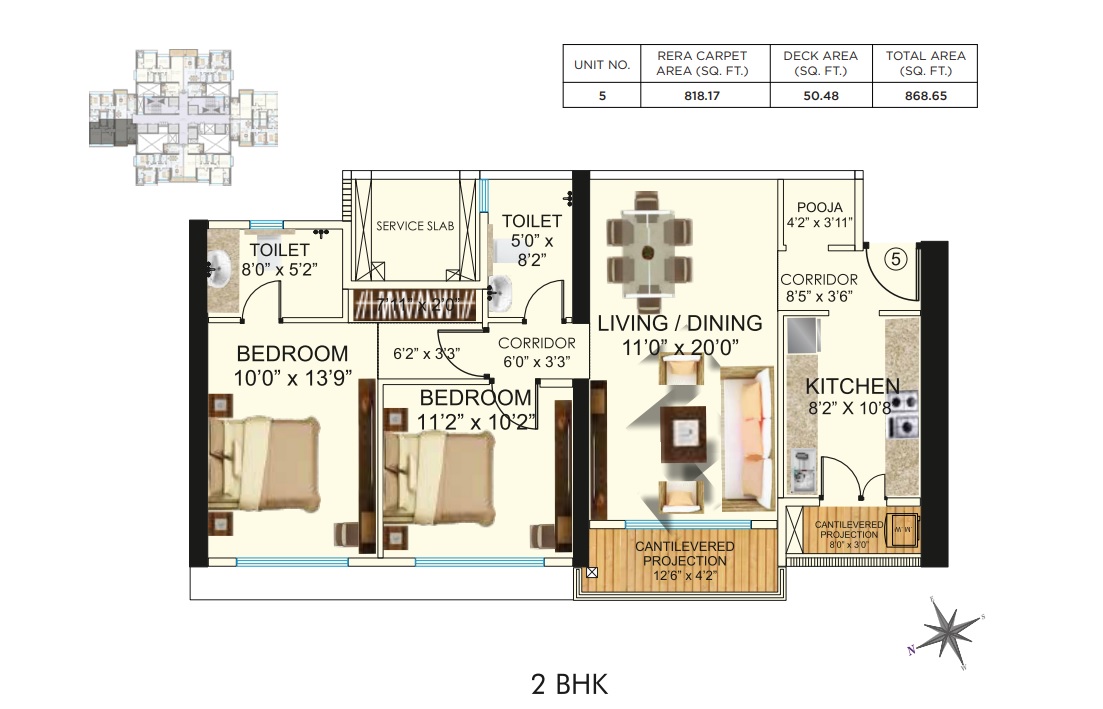 UNIT NO.
RERA CARPET
AREA (SQ. FT.)
DECK AREA
(SQ. FT.)
TOTAL AREA
(SQ. FT.)
5
818.17
50.48
868.65
SERVICE SLAB
TOILET
5'0" x
8'2"
POOJA
4'2" x 3'11"
TOILET
8'0" x 5'2"
5
CORRIDOR
8'5" x 3'6"
7'11" x 2'0"
LIVING / DINING
11'0" x 20'0"
BEDROOM
10'0" x 13'9"
6'2" x 3'3"
CORRIDOR
6'0" x 3'3"
KITCHEN
8'2" X 10'8
BEDROOM
11'2" x 10'2"
CANTILEVERED
PROJECTION
8'0" x 3'0"
M.W
CANTILEVERED
PROJECTION
12'6" x 4'2"
E
S
N
W
2 BHK